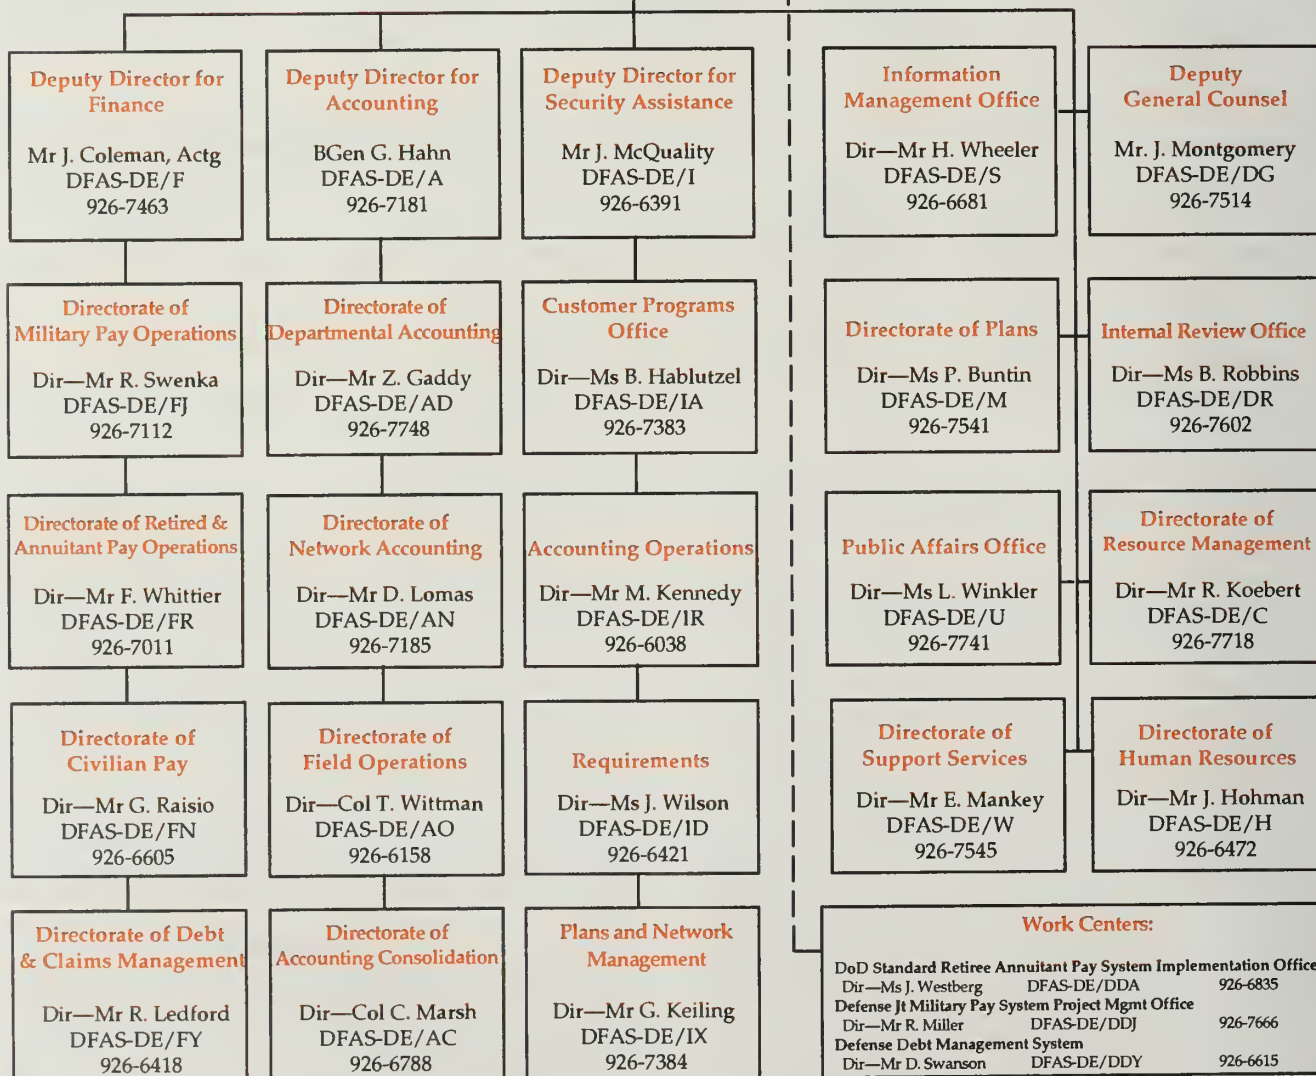 Deputy Director for
Finance
Mr J. Coleman, Actg
DFAS-DE/F
926-7463
Deputy Director for
Accounting
BGen G. Hahn
DFAS-DE/A
926-7181
Deputy Director for
Security Assistance
Mr J. McQuality
DFAS-DE/I
926-6391
Information
Management Office
Dir—Mr H. Wheeler
DFAS-DE/S
926-6681
Deputy
General Counsel
Mr. J. Montgomery
DFAS-DE/DG
926-7514
Directorate of
Military Pay Operations
Dir—Mr R. Swenka
DFAS-DE/FJ
926-7112
Directorate of
Departmental Accounting
Dir—Mr Z. Gaddy
DFAS-DE/AD
926-7748
Customer Programs
Office
Dir—Ms B. Hablutzel
DFAS-DE/IA
926-7383
Directorate of Plans
Dir—Ms P. Buntin
DFAS-DE/M
926-7541
Internal Review Office
Dir—Ms B. Robbins
DFAS-DE/DR
926-7602
Directorate of Retired &
Annuitant Pay Operations
Dir—Mr F. Whittier
DFAS-DE/FR
926-7011
Directorate of
Network Accounting
Dir—Mr D. Lomas
DFAS-DE/AN
926-7185
Accounting Operations
Dir—Mr M. Kennedy
DFAS-DE/IR
926-6038
Public Affairs Office
Dir—Ms L. Winkler
DFAS-DE/U
926-7741
Directorate of
Resource Management
Dir—Mr R. Koebert
DFAS-DE/C
926-7718
Directorate of
Civilian Pay
Dir—Mr G. Raisio
DFAS-DE/FN
926-6605
Directorate of
Field Operations
Dir—Col T. Wittman
DFAS-DE/AO
926-6158
Requirements
Dir—Ms J. Wilson
DFAS-DE/ID
926-6421
Directorate of
Support Services
Dir—Mr E. Mankey
DFAS-DE/W
926-7545
Directorate of
Human Resources
Dir—Mr J. Hohman
DFAS-DE/H
926-6472
Directorate of Debt
& Claims Management
Dir—Mr R. Ledford
DFAS-DE/FY
926-6418
Directorate of
Accounting Consolidation
Dir—Col C. Marsh
DFAS-DE/AC
926-6788
Plans and Network
Management
Dir—Mr G. Keiling
DFAS-DE/IX
926-7384
Work Centers:
DoD Standard Retiree Annuitant Pay System Implementation Office
Dir—Ms J. Westberg DFAS-DE/DDA 926-6835
Defense Jt Military Pay System Project Mgmt Office
Dir—Mr R. Miller DFAS-DE/DDJ 926-7666
Defense Debt Management System
Dir—Mr D. Swanson DFAS-DE/DDY 926-6615